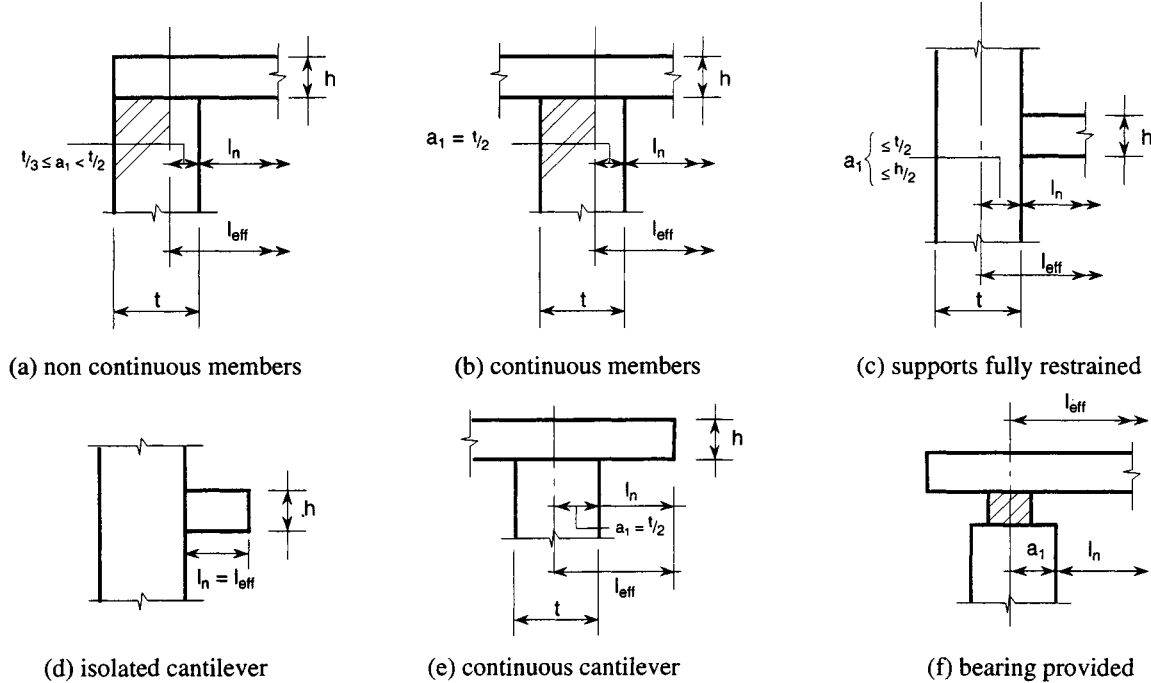 h
t/3 ≤ a1 < t/2
ln
leff
t
(a) non continuous members
h
a1 = t/2
ln
leff
t
(b) continuous members
h
a1 { ≤ t/2
≤ h/2
ln
leff
t
(c) supports fully restrained
.h
ln = leff
(d) isolated cantilever
h
ln
a1 = t/2
leff
t
(e) continuous cantilever
leff
a1
ln
(f) bearing provided